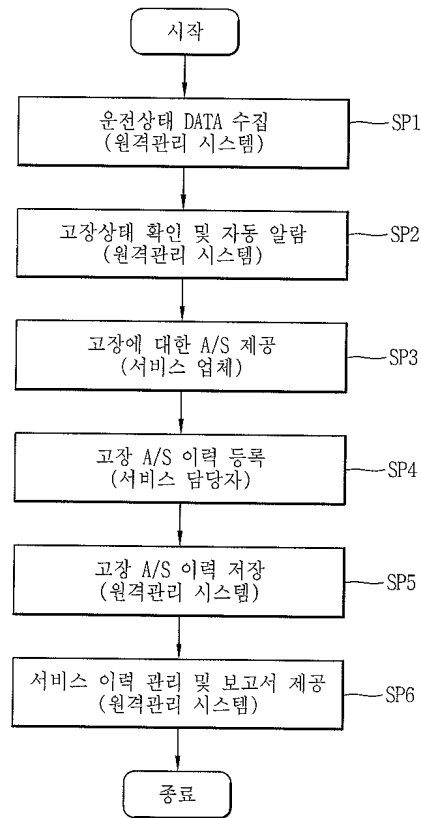 시작
운전상태 DATA 수집
(원격관리 시스템)
SP1
고장상태 확인 및 자동 알람
(원격관리 시스템)
SP2
고장에 대한 A/S 제공
(서비스 업체)
SP3
고장 A/S 이력 등록
(서비스 담당자)
SP4
고장 A/S 이력 저장
(원격관리 시스템)
SP5
서비스 이력 관리 및 보고서 제공
(원격관리 시스템)
SP6
종료